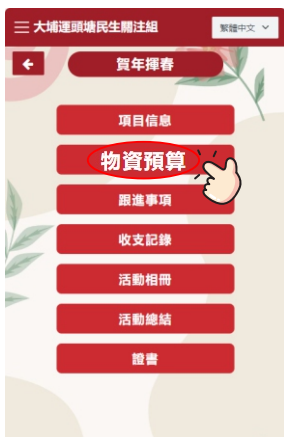 大埔運頭塘民生關注組
繁體中文
賀年揮春
項目信息
物資預算
跟進事項
收支記錄
活動相冊
活動總結
證書